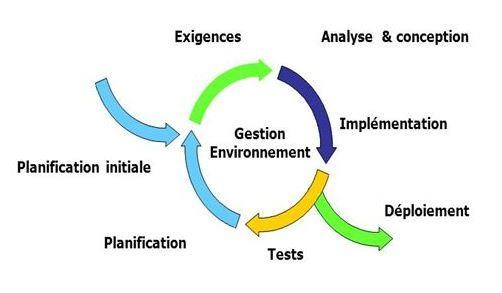 Exigences
Analyse & conception
Gestion
Environnement
Implémentation
Planification initiale
Déploiement
Planification
Tests